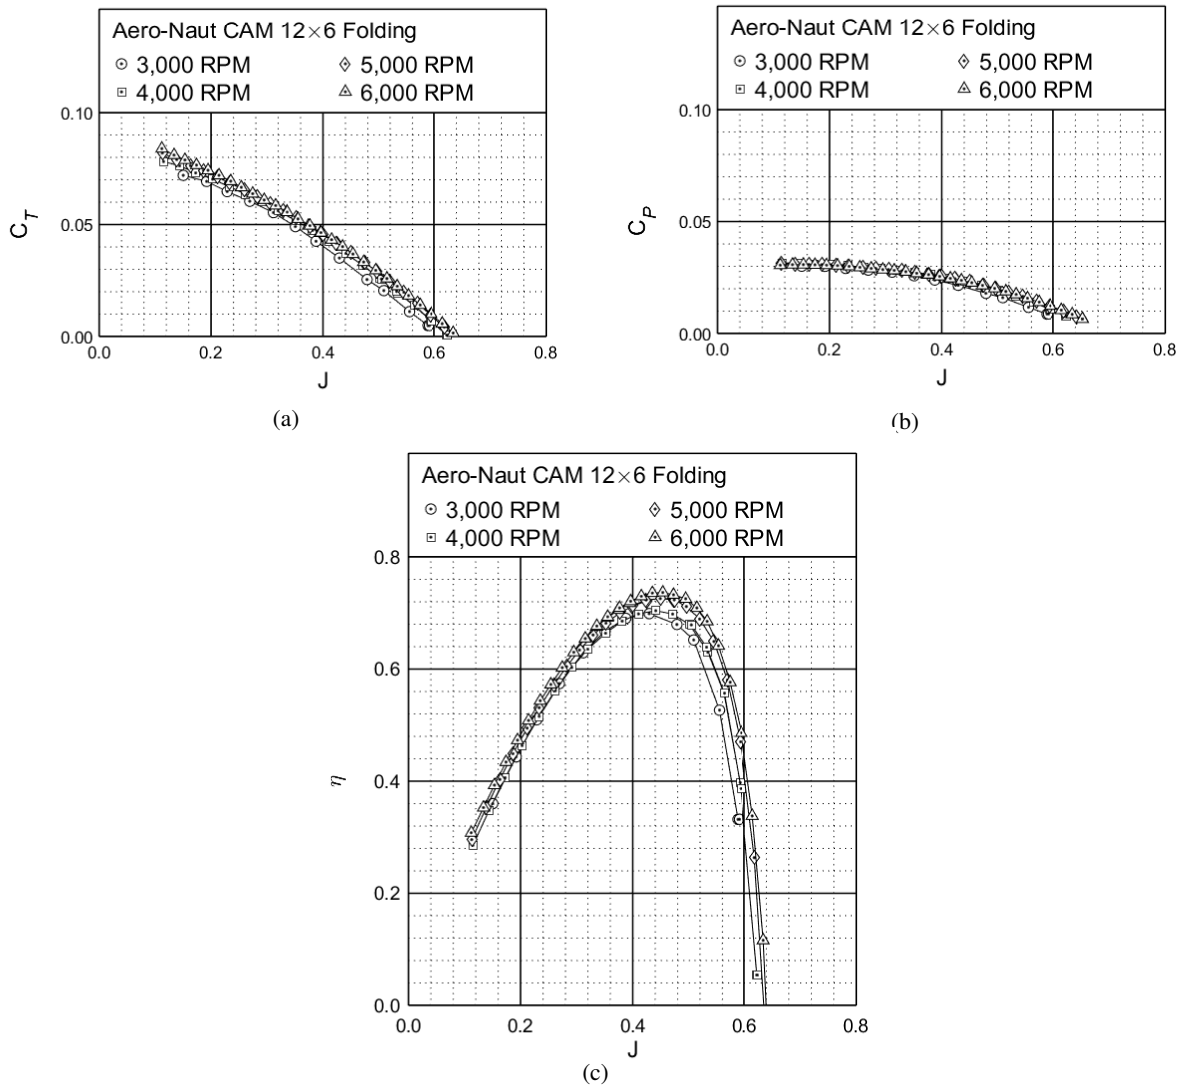 Aero-Naut CAM 12×6 Folding
3,000 RPM 5,000 RPM
4,000 RPM 6,000 RPM
0.10
0.05
0.00
C_T
0.0 0.2 0.4 0.6 0.8
J
(a)
Aero-Naut CAM 12×6 Folding
3,000 RPM 5,000 RPM
4,000 RPM 6,000 RPM
0.10
0.05
0.00
C_P
0.0 0.2 0.4 0.6 0.8
J
(b)
Aero-Naut CAM 12×6 Folding
3,000 RPM 5,000 RPM
4,000 RPM 6,000 RPM
0.8
0.6
0.4
0.2
0.0
η
0.0 0.2 0.4 0.6 0.8
J
(c)